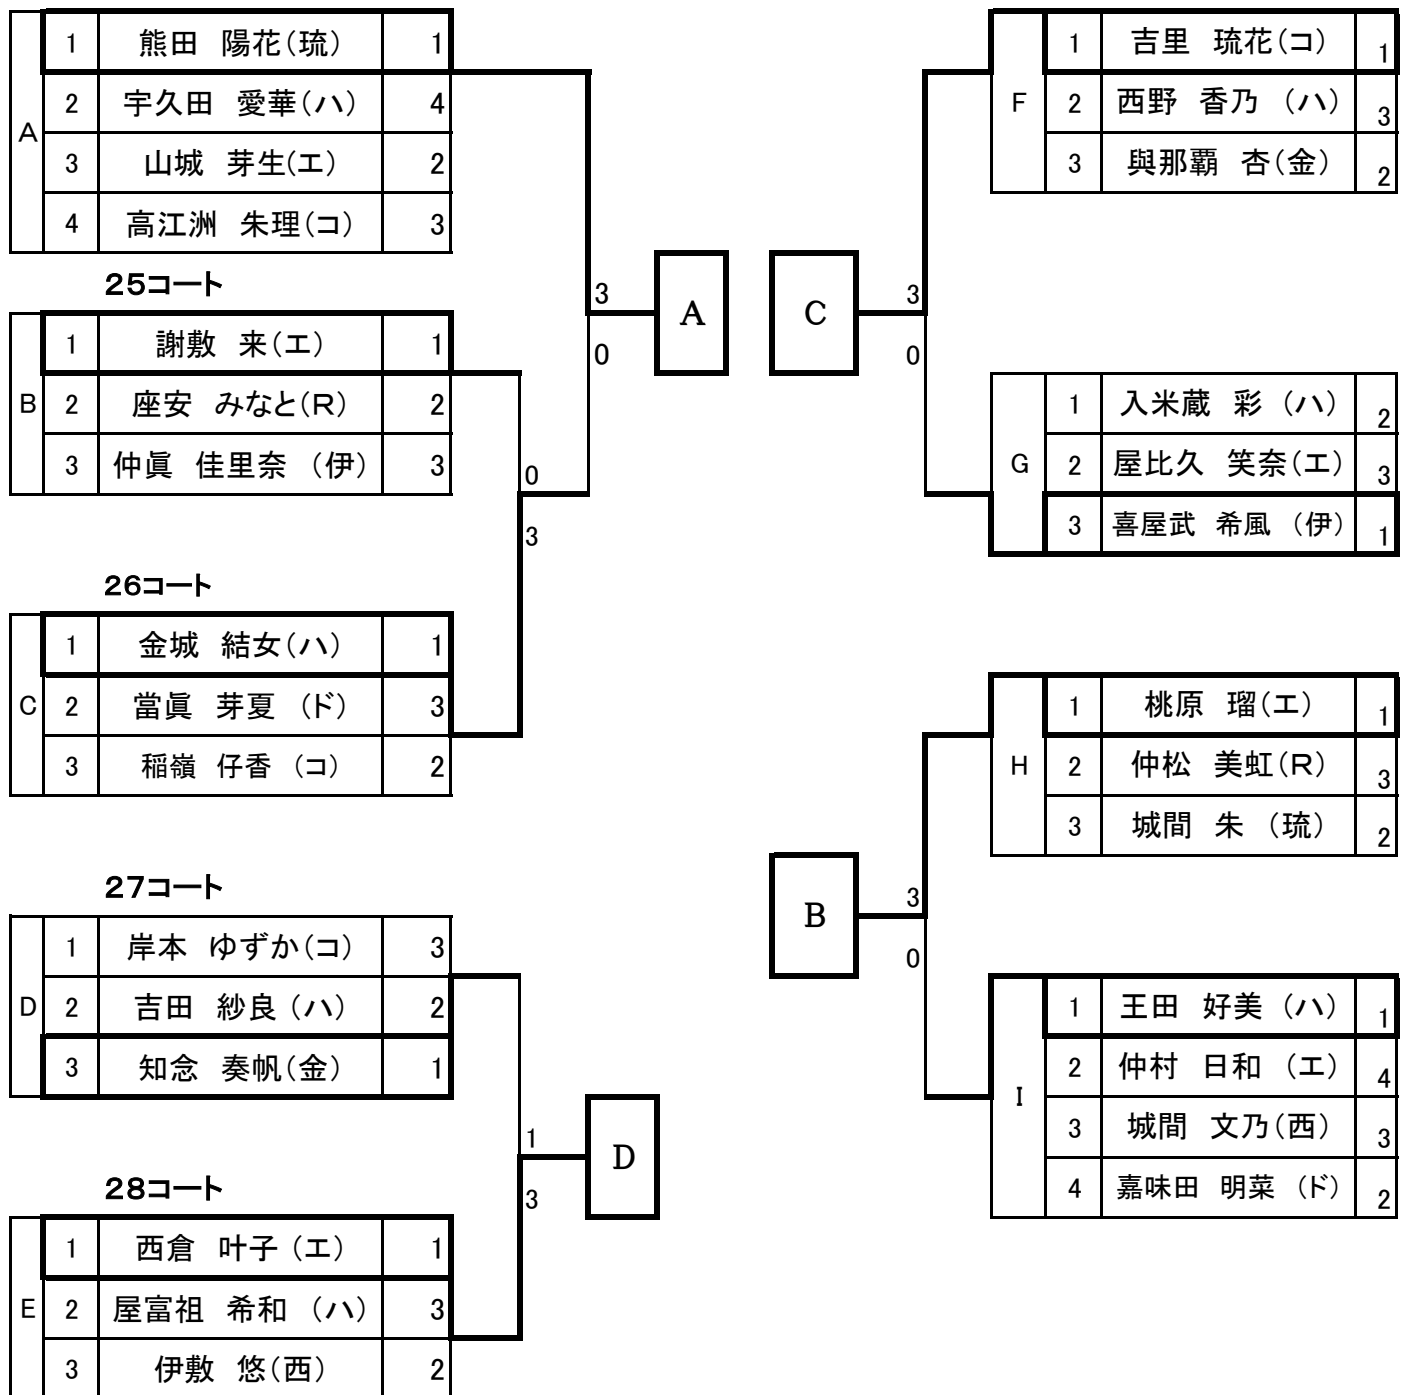 A
1 熊田 陽花(琉) 1
2 宇久田 愛華(ハ) 4
3 山城 芽生(エ) 2
4 高江洲 朱理(コ) 3
25コート
B
1 謝敷 来(エ) 1
2 座安 みなと(R) 2
3 仲眞 佳里奈 (伊) 3
26コート
C
1 金城 結女(ハ) 1
2 當眞 芽夏 (ド) 3
3 稲嶺 仔香 (コ) 2
27コート
D
1 岸本 ゆずか(コ) 3
2 吉田 紗良 (ハ) 2
3 知念 奏帆(金) 1
28コート
E
1 西倉 叶子 (エ) 1
2 屋富祖 希和 (ハ) 3
3 伊敷 悠(西) 2
3
0
A
0
3
1
3
D
C
3
0
B
3
0
F
1 吉里 琉花(コ) 1
2 西野 香乃 (ハ) 3
3 與那覇 杏(金) 2
G
1 入米蔵 彩 (ハ) 2
2 屋比久 笑奈(エ) 3
3 喜屋武 希風 (伊) 1
H
1 桃原 瑠(エ) 1
2 仲松 美虹(R) 3
3 城間 朱 (琉) 2
I
1 王田 好美 (ハ) 1
2 仲村 日和 (エ) 4
3 城間 文乃(西) 3
4 嘉味田 明菜 (ド) 2